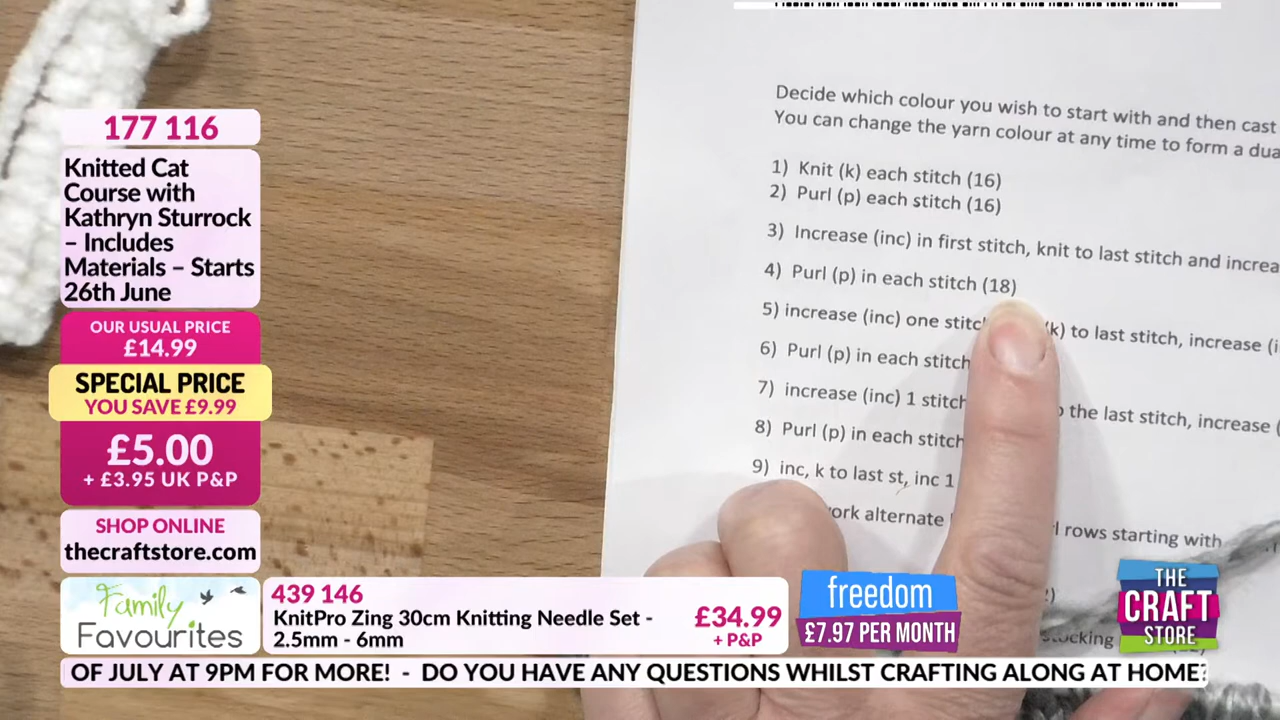 177 116
Knitted Cat
Course with
Kathryn Sturrock
– Includes
Materials – Starts
26th June
OUR USUAL PRICE
£14.99
SPECIAL PRICE
YOU SAVE £9.99
£5.00
+ £3.95 UK P&P
SHOP ONLINE
thecraftstore.com
Family
Favourites
439 146
KnitPro Zing 30cm Knitting Needle Set -
2.5mm - 6mm
£34.99
+ P&P
freedom
£7.97 PER MONTH
THE
CRAFT
STORE
OF JULY AT 9PM FOR MORE! - DO YOU HAVE ANY QUESTIONS WHILST CRAFTING ALONG AT HOME?
Decide which colour you wish to start with and then cast
You can change the yarn colour at any time to form a
1) Knit (k) each stitch (16)
2) Purl (p) each stitch (16)
3) Increase (inc) in first stitch, knit to last stitch and
4) Purl (p) in each stitch (18)
5) increase (inc) one (k) to last stitch, increase
6) Purl (p) in each stitch
7) increase (inc) 1 stitch the last stitch, increase (
8) Purl (p) in each stitch
9) inc, k to last st, inc 1
alternate rows starting with